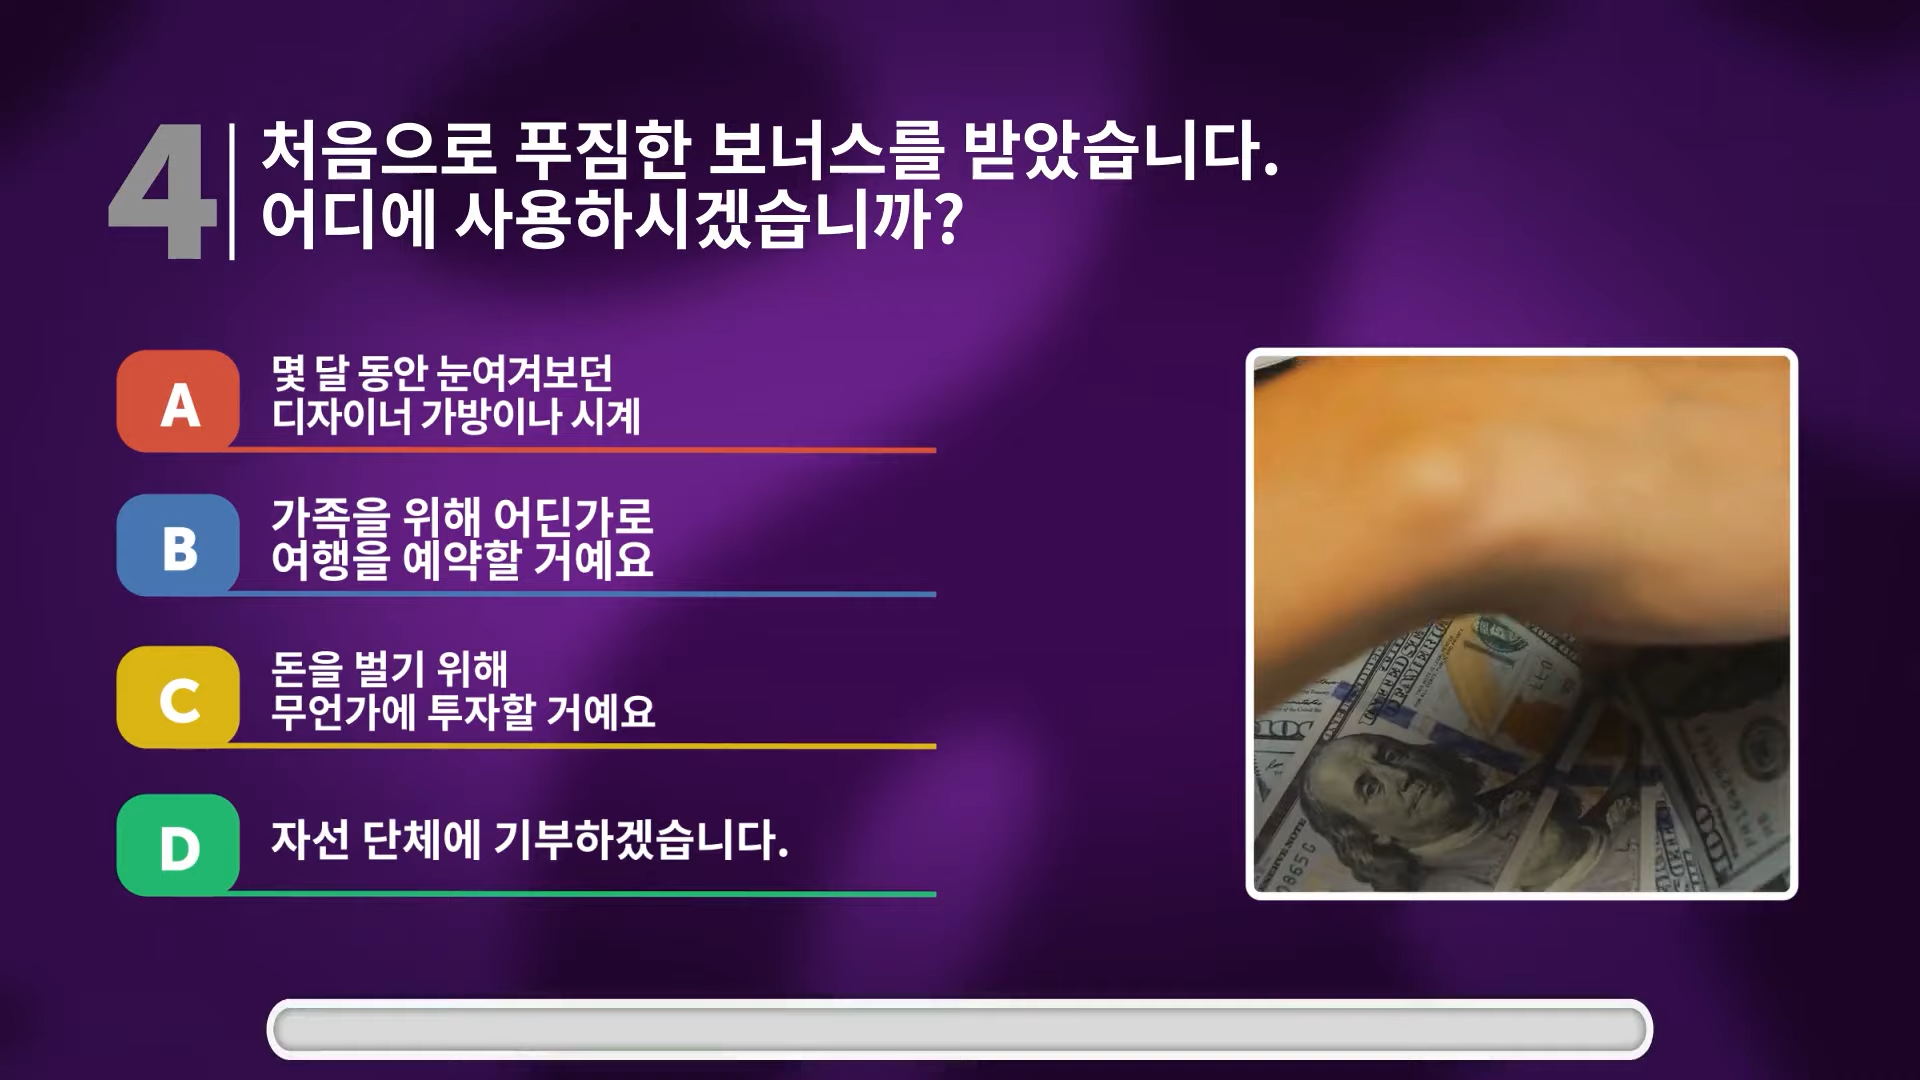 4
처음으로 푸짐한 보너스를 받았습니다.
어디에 사용하시겠습니까?
A
몇 달 동안 눈여겨보던
디자이너 가방이나 시계
B
가족을 위해 어딘가로
여행을 예약할 거예요
C
돈을 벌기 위해
무언가에 투자할 거예요
D
자선 단체에 기부하겠습니다.
100
100